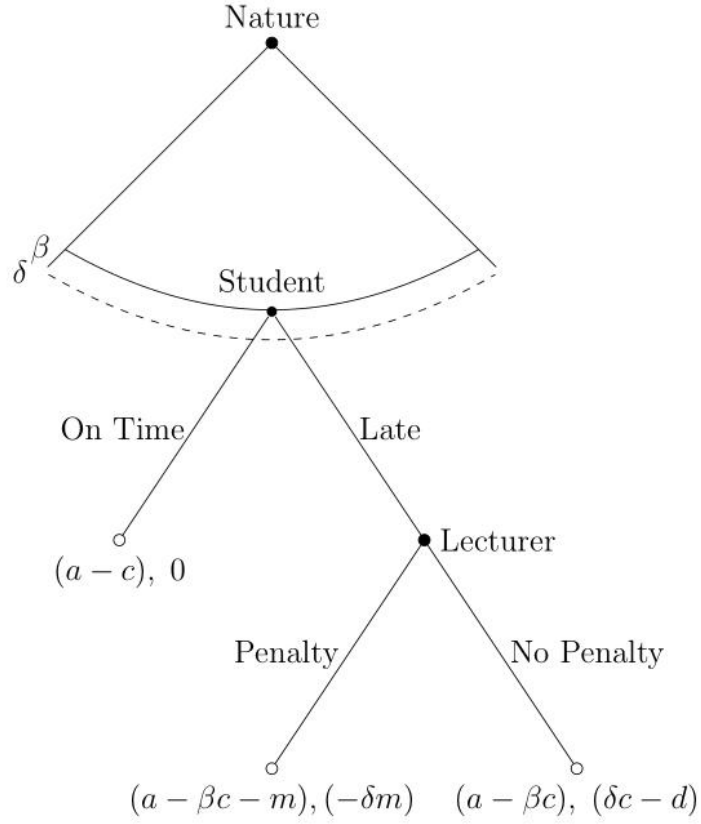 Nature
β
δ
Student
On Time
Late
Lecturer
(a − c), 0
Penalty
No Penalty
(a − βc − m), (−δm)
(a − βc), (δc − d)